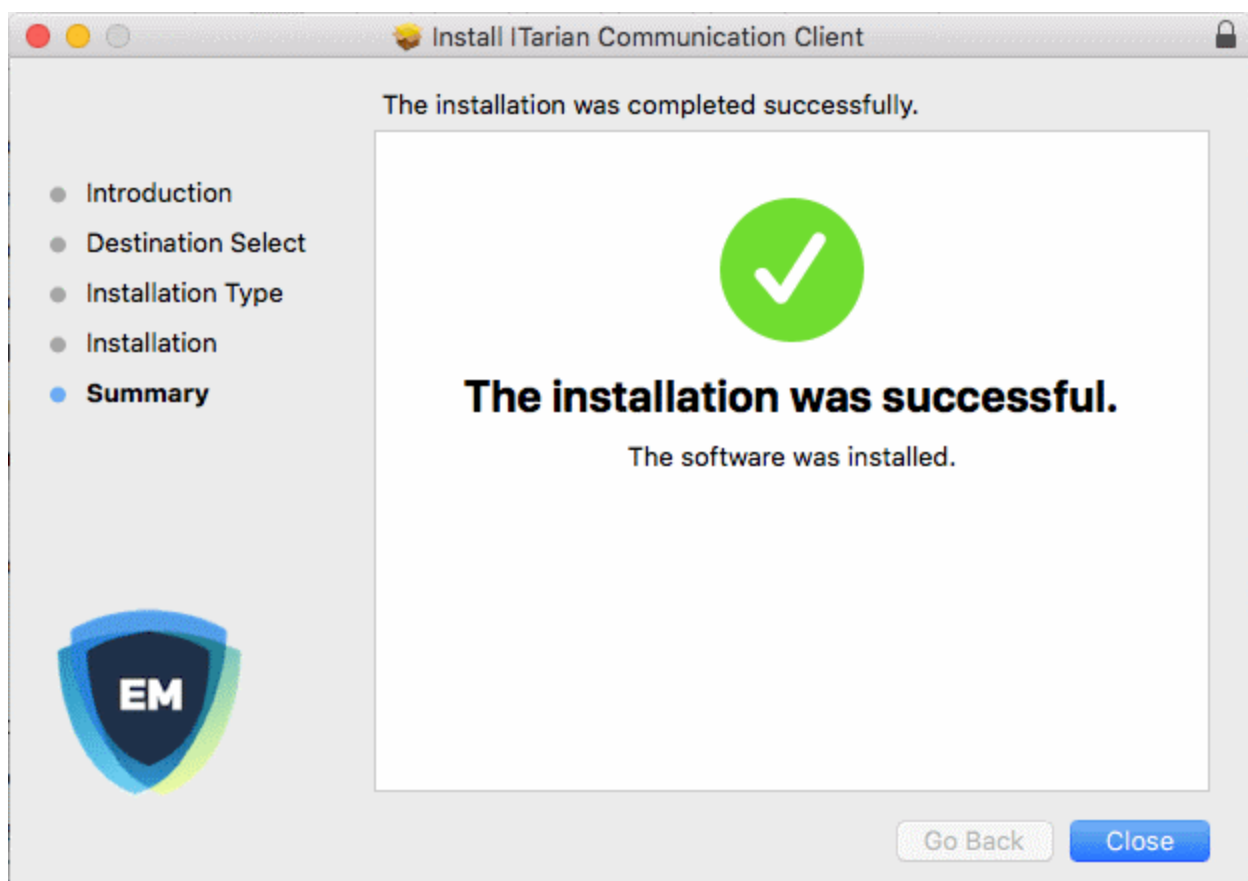 Install ITarian Communication Client
The installation was completed successfully.
Introduction
Destination Select
Installation Type
Installation
Summary
The installation was successful.
The software was installed.
EM
Go Back
Close